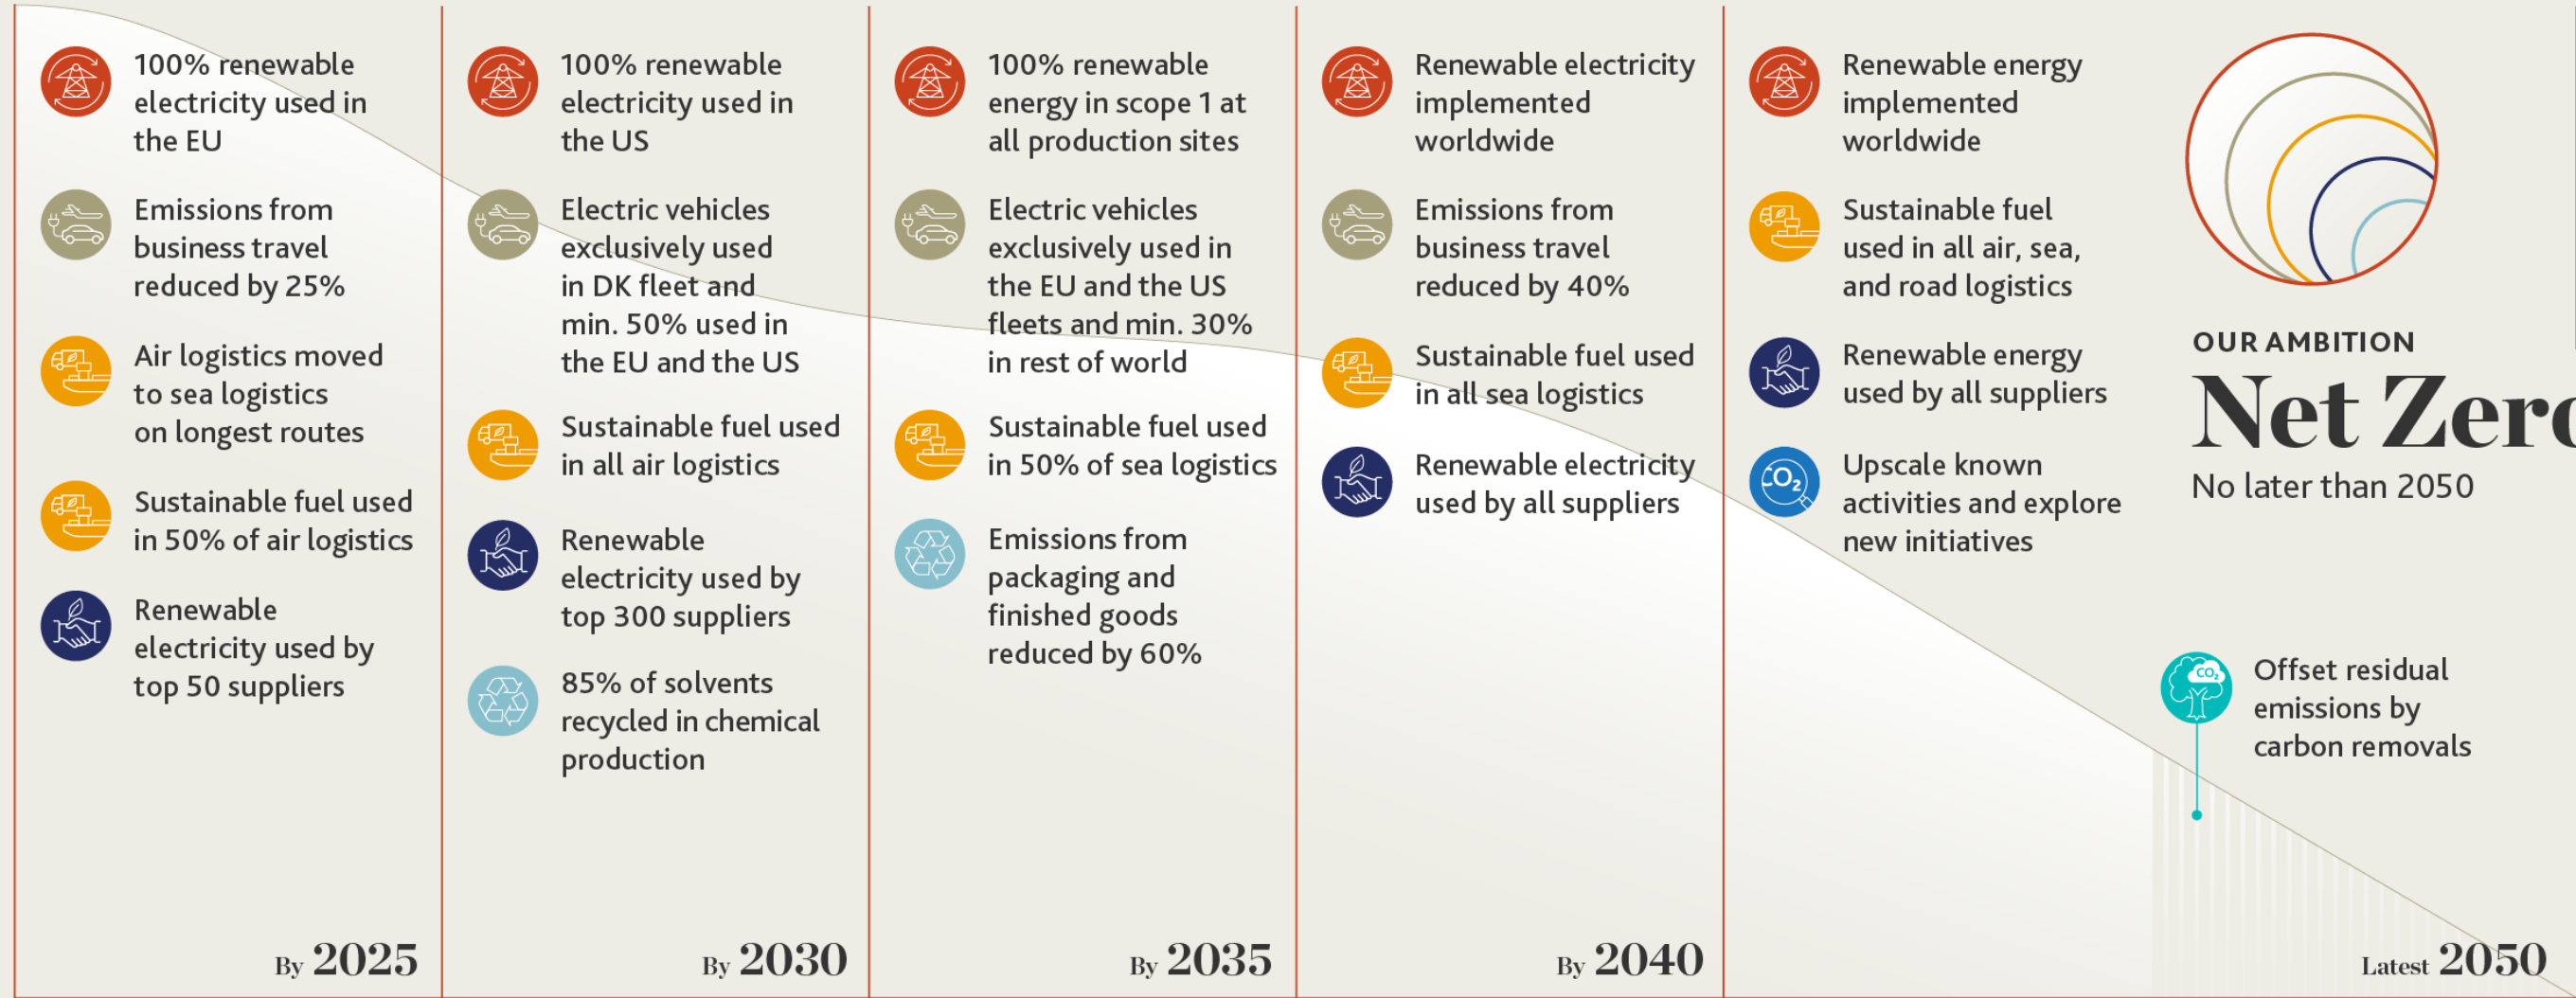 100% renewable
electricity used in
the EU
Emissions from
business travel
reduced by 25%
Air logistics moved
to sea logistics
on longest routes
Sustainable fuel used
in 50% of air logistics
Renewable
electricity used by
top 50 suppliers
By 2025
100% renewable
electricity used in
the US
Electric vehicles
exclusively used
in DK fleet and
min. 50% used in
the EU and the US
Sustainable fuel used
in all air logistics
Renewable
electricity used by
top 300 suppliers
85% of solvents
recycled in chemical
production
By 2030
100% renewable
energy in scope 1 at
all production sites
Electric vehicles
exclusively used in
the EU and the US
fleets and min. 30%
in rest of world
Sustainable fuel used
in 50% of sea logistics
Emissions from
packaging and
finished goods
reduced by 60%
By 2035
Renewable electricity
implemented
worldwide
Emissions from
business travel
reduced by 40%
Sustainable fuel used
in all sea logistics
Renewable electricity
used by all suppliers
By 2040
Renewable energy
implemented
worldwide
Sustainable fuel
used in all air, sea,
and road logistics
Renewable energy
used by all suppliers
CO₂
Upscale known
activities and explore
new initiatives
OUR AMBITION
Net Zero
No later than 2050
CO₂
Offset residual
emissions by
carbon removals
Latest 2050